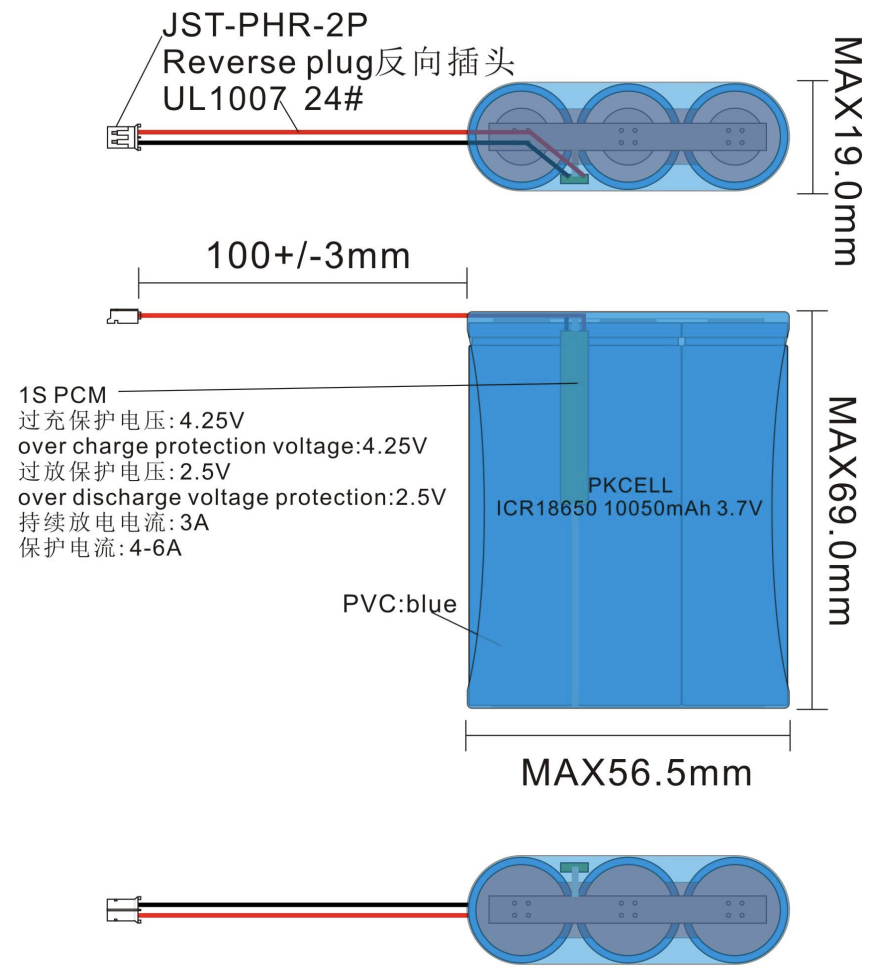 JST-PHR-2P
Reverse plug反向插头
UL1007 24#
MAX19.0mm
100+/-3mm
1S PCM
过充保护电压:4.25V
over charge protection voltage:4.25V
过放保护电压:2.5V
over discharge voltage protection:2.5V
持续放电电流:3A
保护电流:4-6A
PKCELL
ICR18650 10050mAh 3.7V
MAX69.0mm
PVC:blue
MAX56.5mm